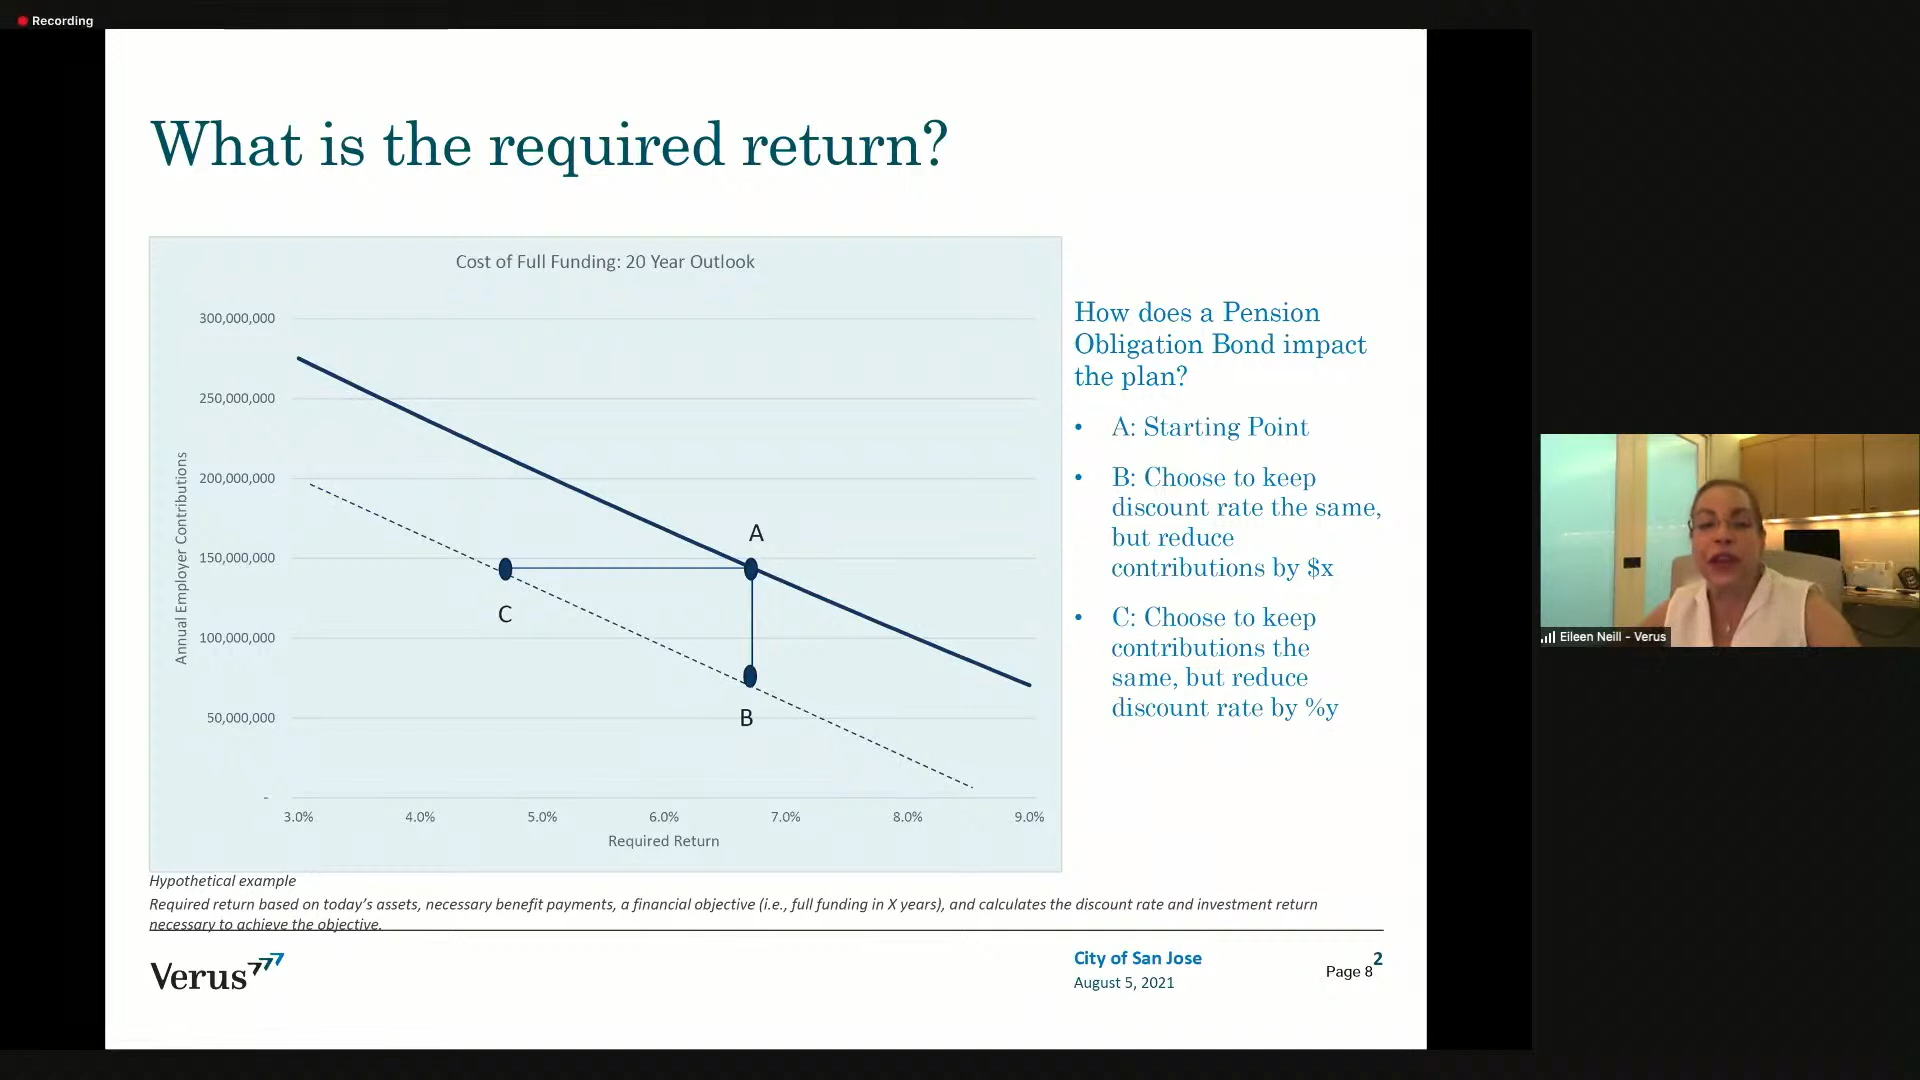 Recording
What is the required return?
Cost of Full Funding: 20 Year Outlook
300,000,000
250,000,000
200,000,000
150,000,000
100,000,000
50,000,000
-
Annual Employer Contributions
A
C
B
3.0% 4.0% 5.0% 6.0% 7.0% 8.0% 9.0%
Required Return
How does a Pension
Obligation Bond impact
the plan?
• A: Starting Point
• B: Choose to keep
discount rate the same,
but reduce
contributions by $x
• C: Choose to keep
contributions the
same, but reduce
discount rate by %y
Hypothetical example
Required return based on today's assets, necessary benefit payments, a financial objective (i.e., full funding in X years), and calculates the discount rate and investment return
necessary to achieve the objective.
Verus
City of San Jose
August 5, 2021
2
Page 8
Eileen Neill - Verus